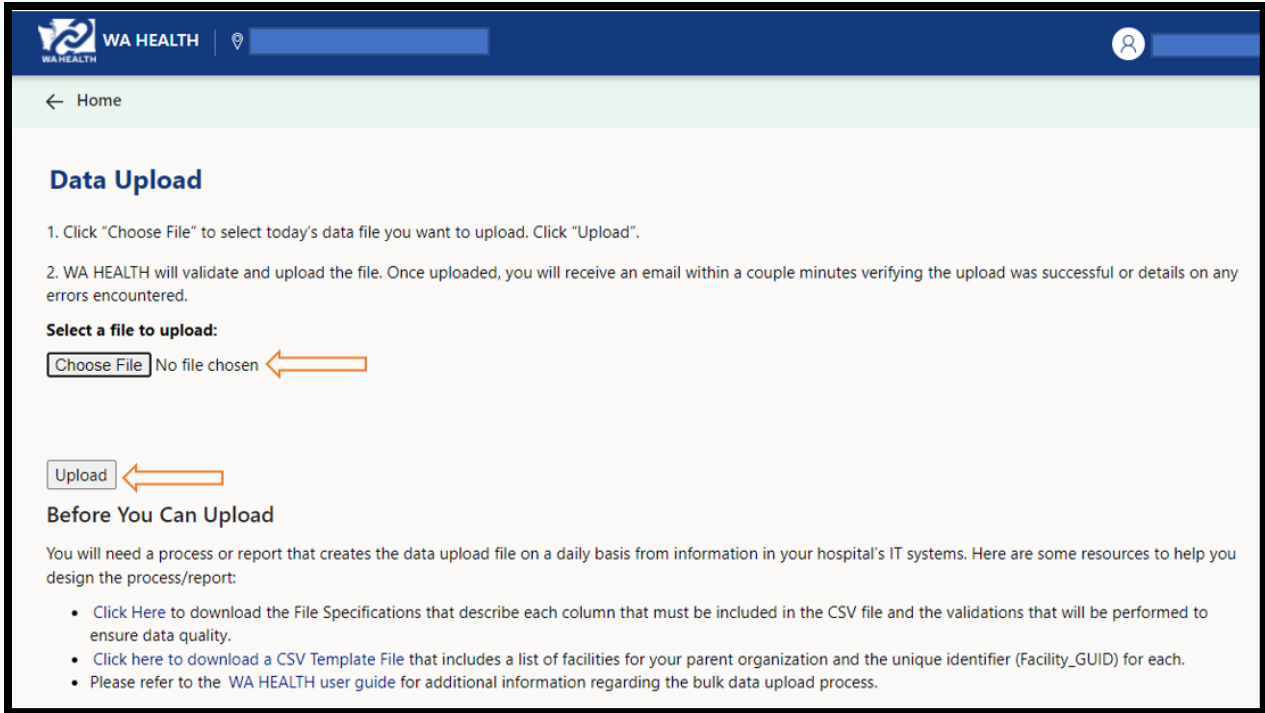 WA HEALTH
WA HEALTH
Home
Data Upload
1. Click “Choose File” to select today’s data file you want to upload. Click “Upload”.
2. WA HEALTH will validate and upload the file. Once uploaded, you will receive an email within a couple minutes verifying the upload was successful or details on any
errors encountered.
Select a file to upload:
Choose File No file chosen
Upload
Before You Can Upload
You will need a process or report that creates the data upload file on a daily basis from information in your hospital’s IT systems. Here are some resources to help you
design the process/report:
• Click Here to download the File Specifications that describe each column that must be included in the CSV file and the validations that will be performed to
ensure data quality.
• Click here to download a CSV Template File that includes a list of facilities for your parent organization and the unique identifier (Facility_GUID) for each.
• Please refer to the WA HEALTH user guide for additional information regarding the bulk data upload process.